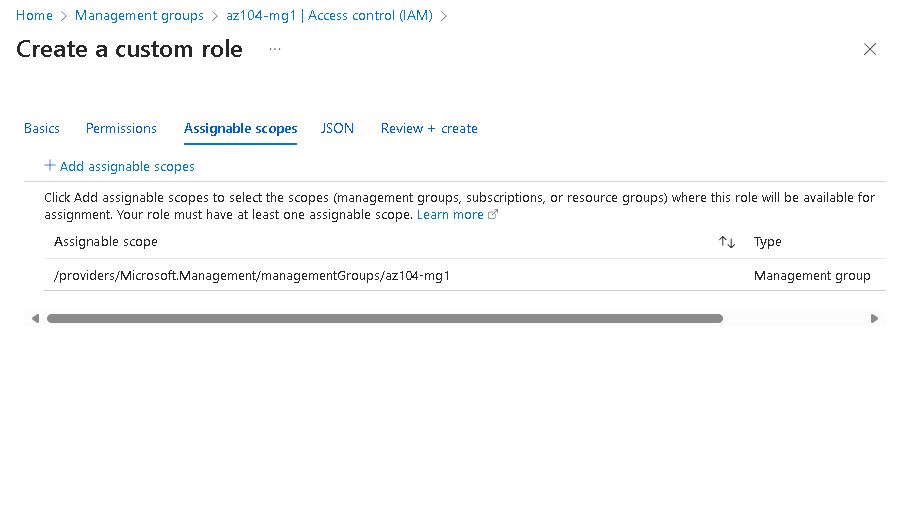 Home > Management groups > az104-mg1 | Access control (IAM) >
Create a custom role ...
Basics Permissions Assignable scopes JSON Review + create
+ Add assignable scopes
Click Add assignable scopes to select the scopes (management groups, subscriptions, or resource groups) where this role will be available for
assignment. Your role must have at least one assignable scope. Learn more
Assignable scope ↑↓ Type
/providers/Microsoft.Management/managementGroups/az104-mg1 Management group